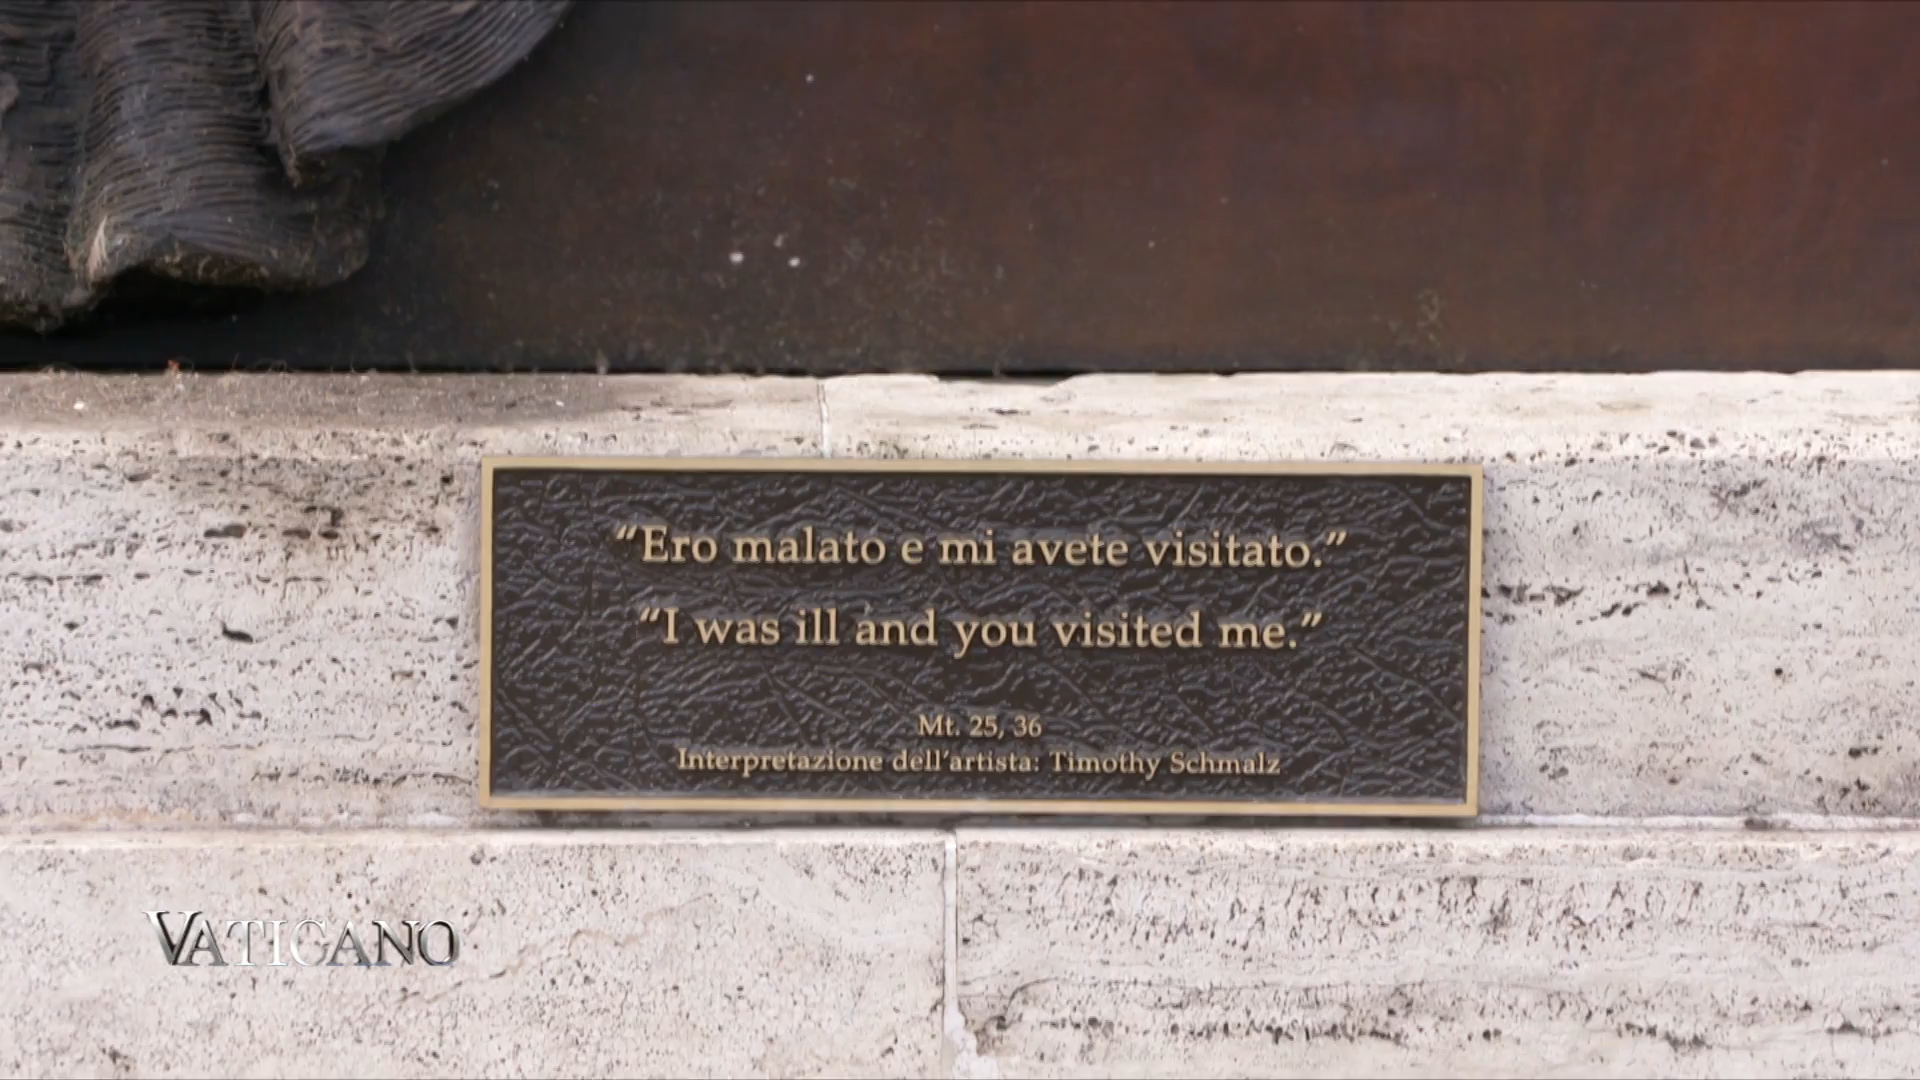 “Ero malato e mi avete visitato.”
“I was ill and you visited me.”
Mt. 25, 36
Interpretazione dell’artista: Timothy Schmalz
VATICANO